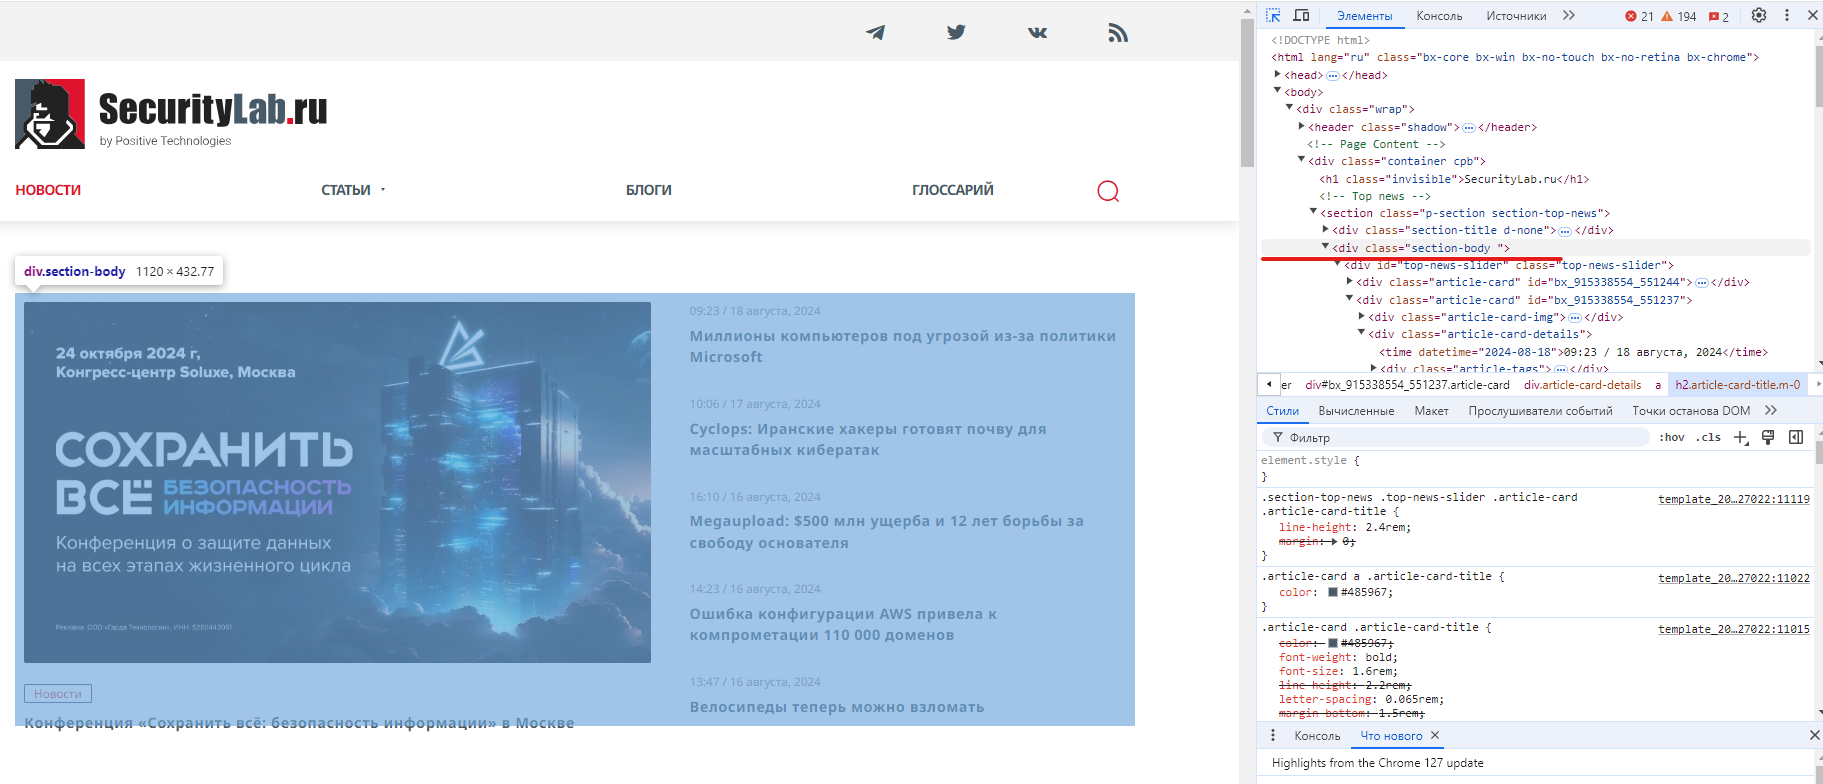 SecurityLab.ru
by Positive Technologies
НОВОСТИ
СТАТЬИ
БЛОГИ
ГЛОССАРИЙ
div.section-body 1120 × 432.77
24 октября 2024 г,
Конгресс-центр Soluxe, Москва
СОХРАНИТЬ
ВСЁ БЕЗОПАСНОСТЬ
ИНФОРМАЦИИ
Конференция о защите данных
на всех этапах жизненного цикла
Реклама. ООО «Гарда Технологии», ИНН: 5260443081
Новости
Конференция «Сохранить всё: безопасность информации» в Москве
09:23 / 18 августа, 2024
Миллионы компьютеров под угрозой из-за политики
Microsoft
10:06 / 17 августа, 2024
Cyclops: Иранские хакеры готовят почву для
масштабных кибератак
16:10 / 16 августа, 2024
Megaupload: $500 млн ущерба и 12 лет борьбы за
свободу основателя
14:23 / 16 августа, 2024
Ошибка конфигурации AWS привела к
компрометации 110 000 доменов
13:47 / 16 августа, 2024
Велосипеды теперь можно взломать
Элементы Консоль Источники 21 194 2
<!DOCTYPE html>
<html lang="ru" class="bx-core bx-win bx-no-touch bx-no-retina bx-chrome">
<head>…</head>
<body>
<div class="wrap">
<header class="shadow">…</header>
<!-- Page Content -->
<div class="container cpb">
<h1 class="invisible">SecurityLab.ru</h1>
<!-- Top news -->
<section class="p-section section-top-news">
<div class="section-title d-none">…</div>
<div class="section-body ">
<div id="top-news-slider" class="top-news-slider">
<div class="article-card" id="bx_915338554_551244">…</div>
<div class="article-card" id="bx_915338554_551237">
<div class="article-card-img">…</div>
<div class="article-card-details">
<time datetime="2024-08-18">09:23 / 18 августа, 2024</time>
<div class="article-tags">…</div>
er div#bx_915338554_551237.article-card div.article-card-details a h2.article-card-title.m-0
Стили Вычисленные Макет Прослушиватели событий Точки останова DOM
Фильтр :hov .cls
element.style {
}
.section-top-news .top-news-slider .article-card template_20…27022:11119
.article-card-title {
line-height: 2.4rem;
margin: 0;
}
.article-card a .article-card-title { template_20…27022:11022
color: #485967;
}
.article-card .article-card-title { template_20…27022:11015
color: #485967;
font-weight: bold;
font-size: 1.6rem;
line-height: 2.2rem;
letter-spacing: 0.065rem;
margin-bottom: 1.5rem;
Консоль Что нового
Highlights from the Chrome 127 update